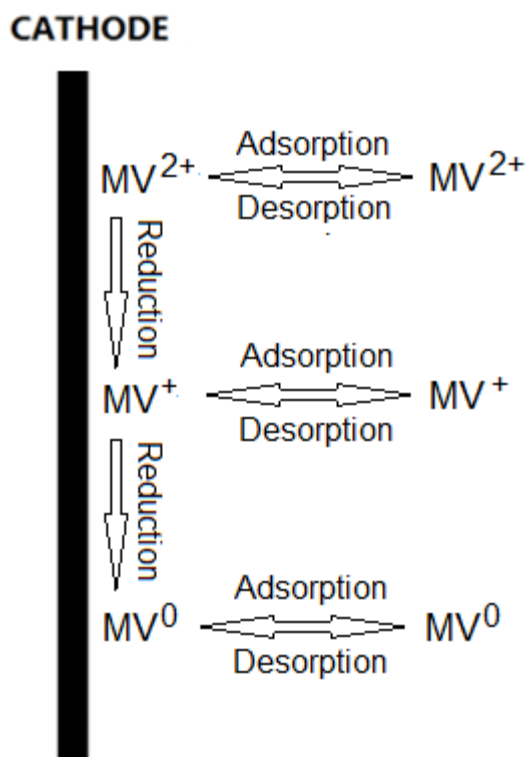 CATHODE
Adsorption
MV2+ MV2+
Desorption
Reduction
Adsorption
MV+ MV+
Desorption
Reduction
Adsorption
MV0 MV0
Desorption